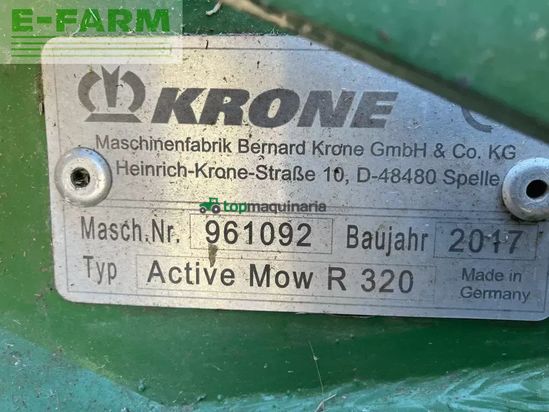 E-FARM
KRONE
Maschinenfabrik Bernard Krone GmbH & Co. KG
Heinrich-Krone-Straße 10, D-48480 Spelle
topmaquinaria
Masch.Nr. 961092 Baujahr 2017
Typ Active Mow R 320 Made in
Germany